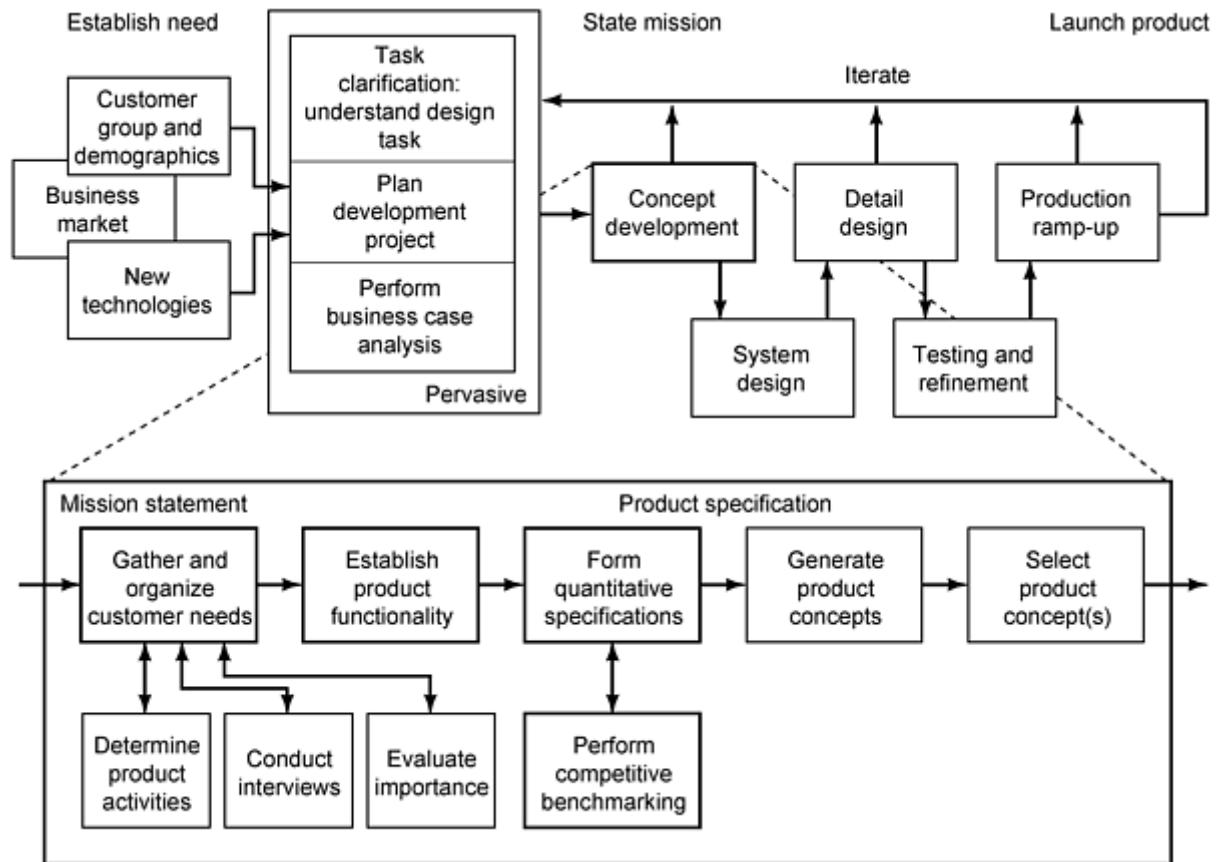 Establish need
State mission
Launch product
Task
clarification:
understand design
task
Iterate
Customer
group and
demographics
Business
market
New
technologies
Plan
development
project
Perform
business case
analysis
Pervasive
Concept
development
Detail
design
Production
ramp-up
System
design
Testing and
refinement
Mission statement
Product specification
Gather and
organize
customer needs
Establish
product
functionality
Form
quantitative
specifications
Generate
product
concepts
Select
product
concept(s)
Determine
product
activities
Conduct
interviews
Evaluate
importance
Perform
competitive
benchmarking